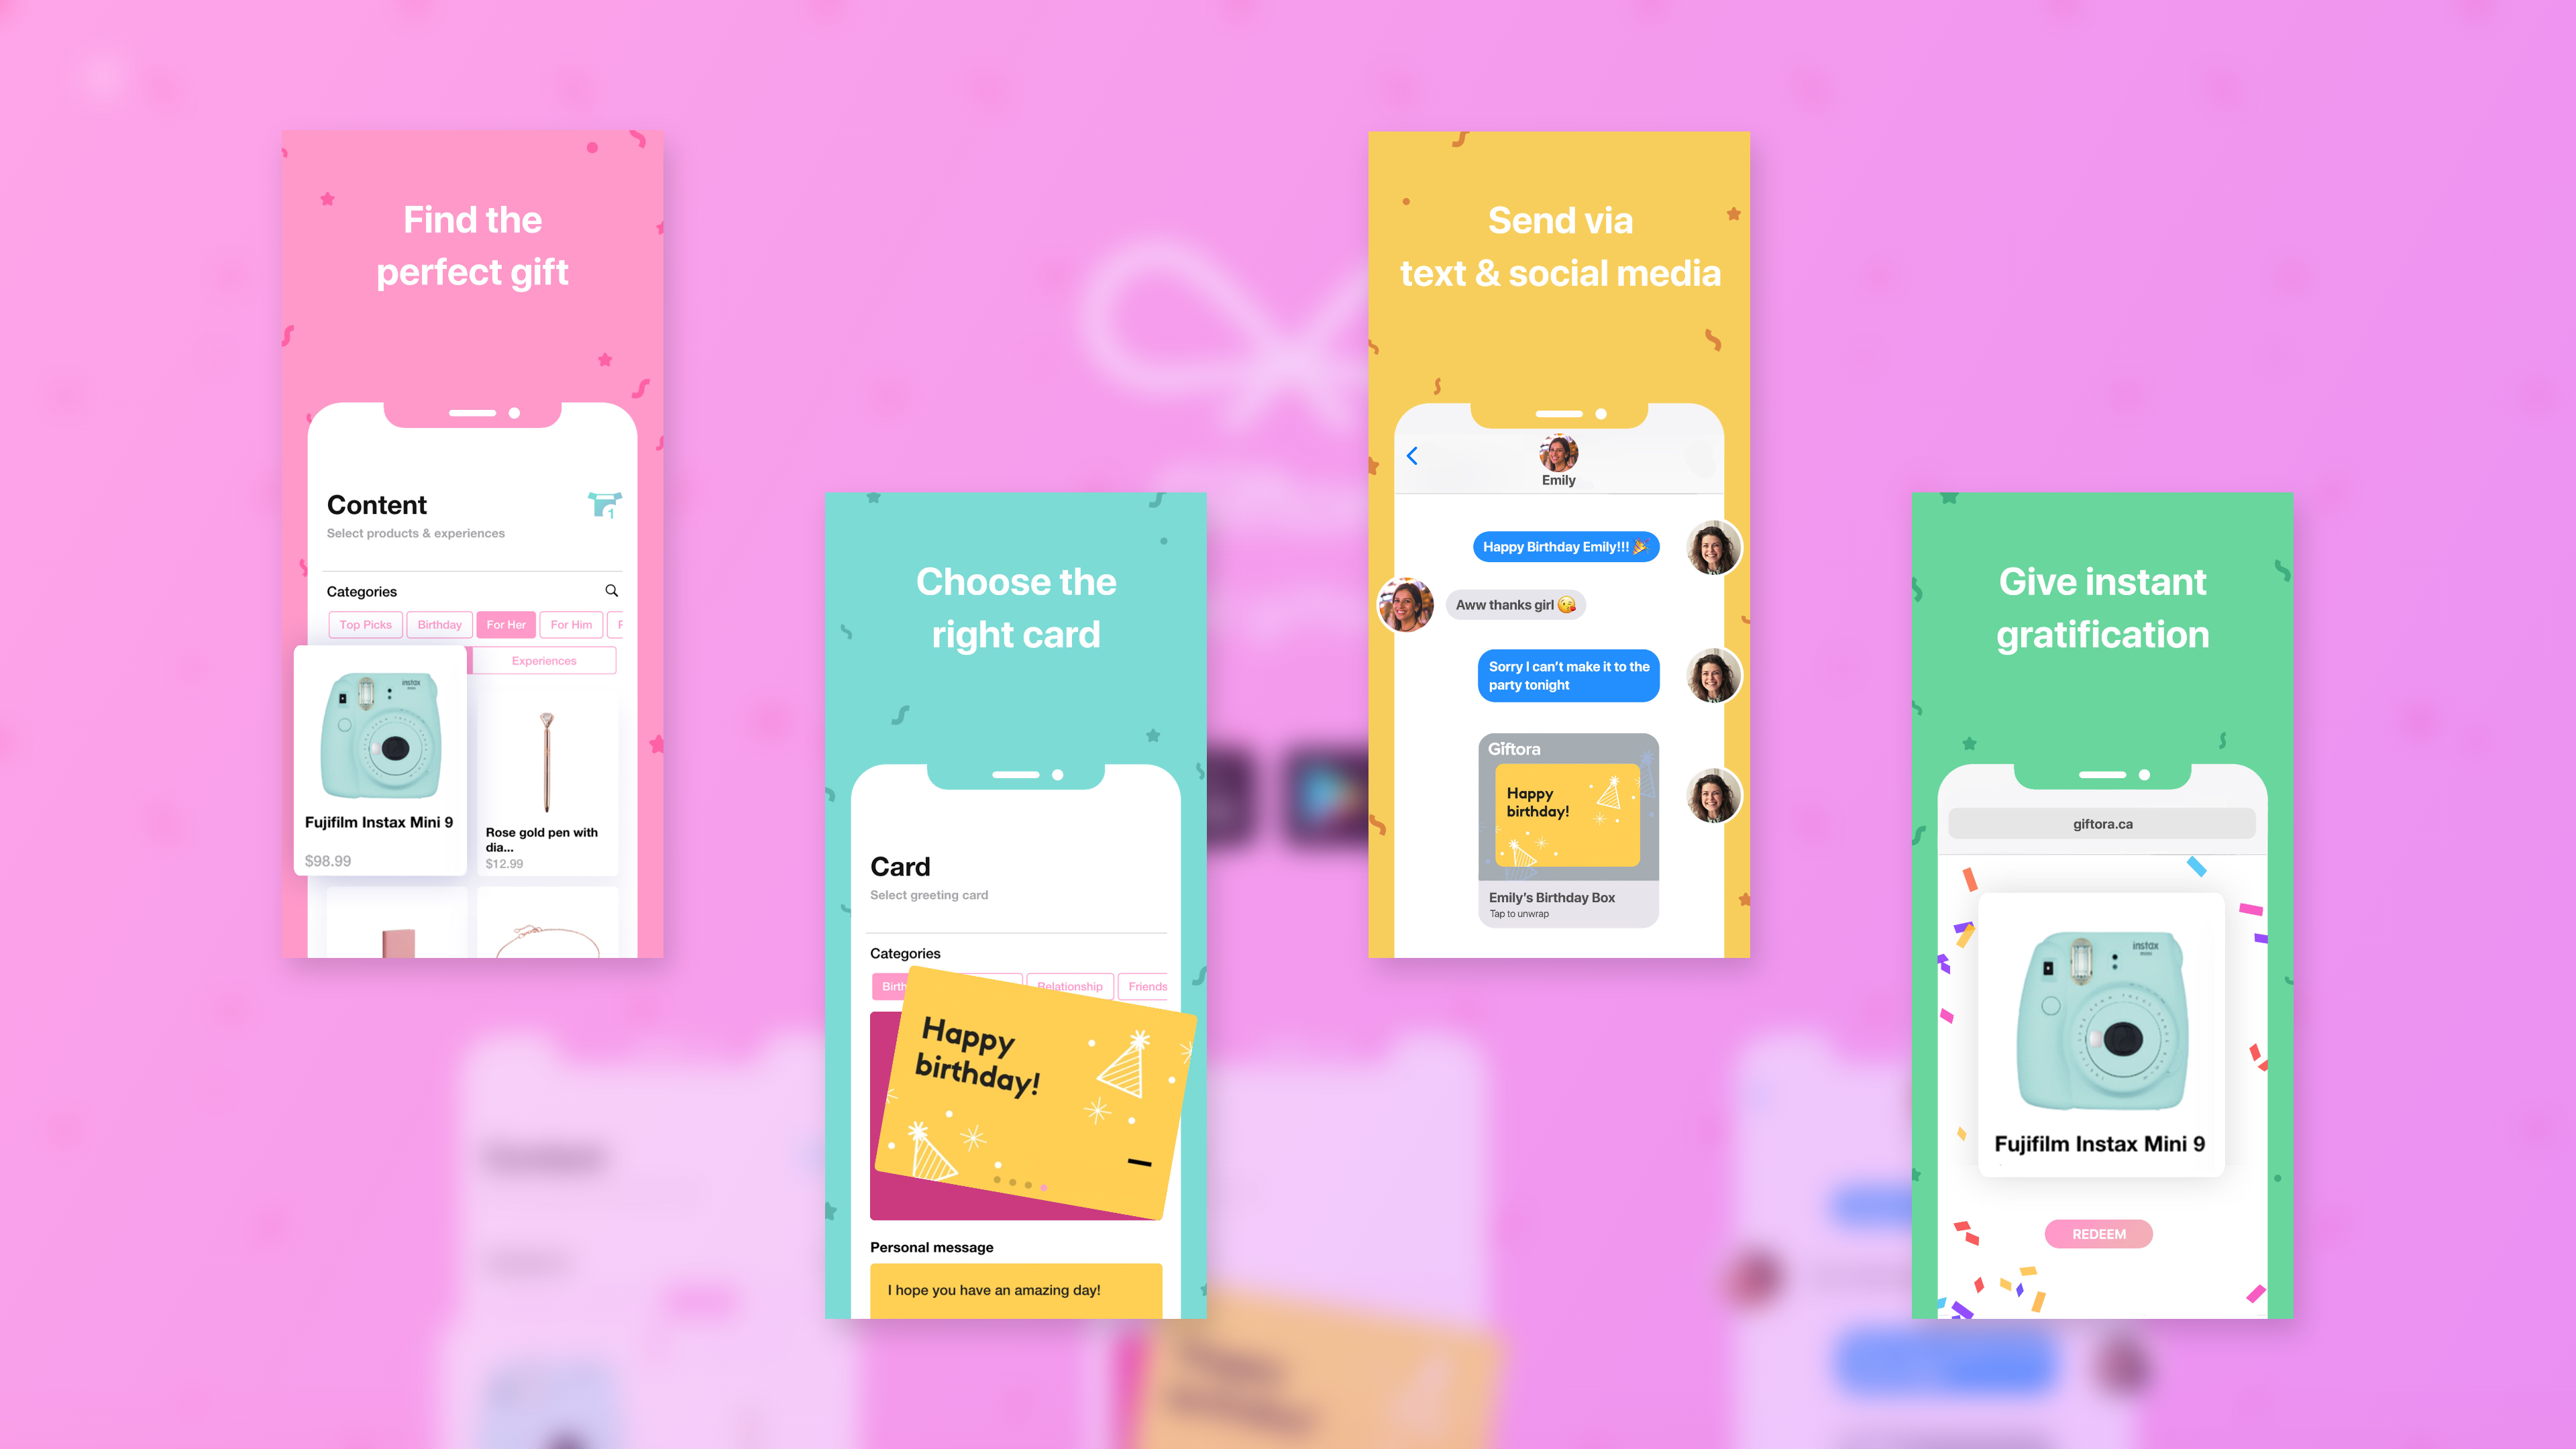 Find the
perfect gift
Content
Select products & experiences
1
Categories
Top Picks
Birthday
For Her
For Him
F
Experiences
instax
mini
Fujifilm Instax Mini 9
$98.99
Rose gold pen with
dia...
$12.99
Choose the
right card
Card
Select greeting card
Categories
Birth
Relationship
Friends
Happy
birthday!
Personal message
I hope you have an amazing day!
Send via
text & social media
Emily
Happy Birthday Emily!!! 🎉
Aww thanks girl 😘
Sorry I can't make it to the
party tonight
Giftora
Happy
birthday!
Emily's Birthday Box
Tap to unwrap
Give instant
gratification
giftora.ca
instax
mini
Fujifilm Instax Mini 9
REDEEM